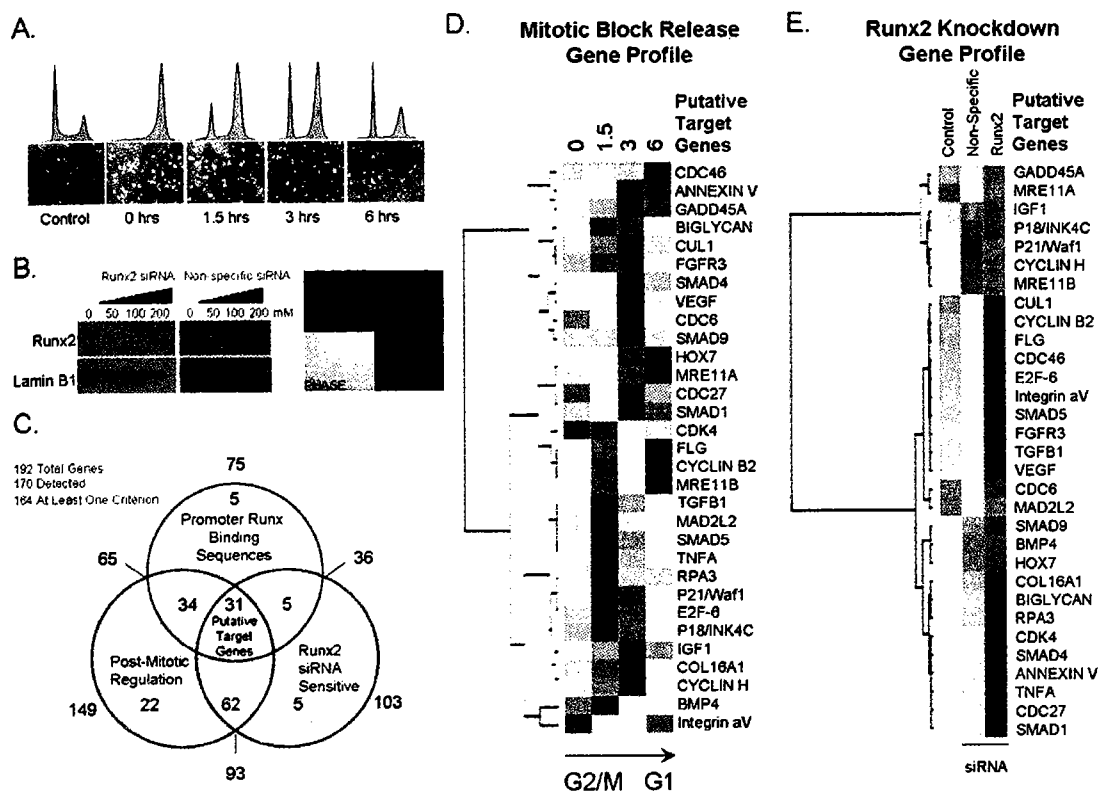 A.
Control
0 hrs
1.5 hrs
3 hrs
6 hrs
B.
Runx2 siRNA
Non-specific siRNA
0 50 100 200
0 50 100 200 mM
Runx2
Lamin B1
PHASE
C.
192 Total Genes
170 Detected
164 At Least One Criterion
75
5
Promoter Runx
Binding
Sequences
65
36
34
31
5
Putative
Target
Genes
Post-Mitotic
Regulation
Runx2
siRNA
Sensitive
149
22
62
5
103
93
D.
Mitotic Block Release
Gene Profile
0
1.5
3
6
Putative
Target
Genes
CDC46
ANNEXIN V
GADD45A
BIGLYCAN
CUL1
FGFR3
SMAD4
VEGF
CDC6
SMAD9
HOX7
MRE11A
CDC27
SMAD1
CDK4
FLG
CYCLIN B2
MRE11B
TGFB1
MAD2L2
SMAD5
TNFA
RPA3
P21/Waf1
E2F-6
P18/INK4C
IGF1
COL16A1
CYCLIN H
BMP4
Integrin aV
G2/M
G1
E.
Runx2 Knockdown
Gene Profile
Control
Non-Specific
Runx2
Putative
Target
Genes
GADD45A
MRE11A
IGF1
P18/INK4C
P21/Waf1
CYCLIN H
MRE11B
CUL1
CYCLIN B2
FLG
CDC46
E2F-6
Integrin aV
SMAD5
FGFR3
TGFB1
VEGF
CDC6
MAD2L2
SMAD9
BMP4
HOX7
COL16A1
BIGLYCAN
RPA3
CDK4
SMAD4
ANNEXIN V
TNFA
CDC27
SMAD1
siRNA